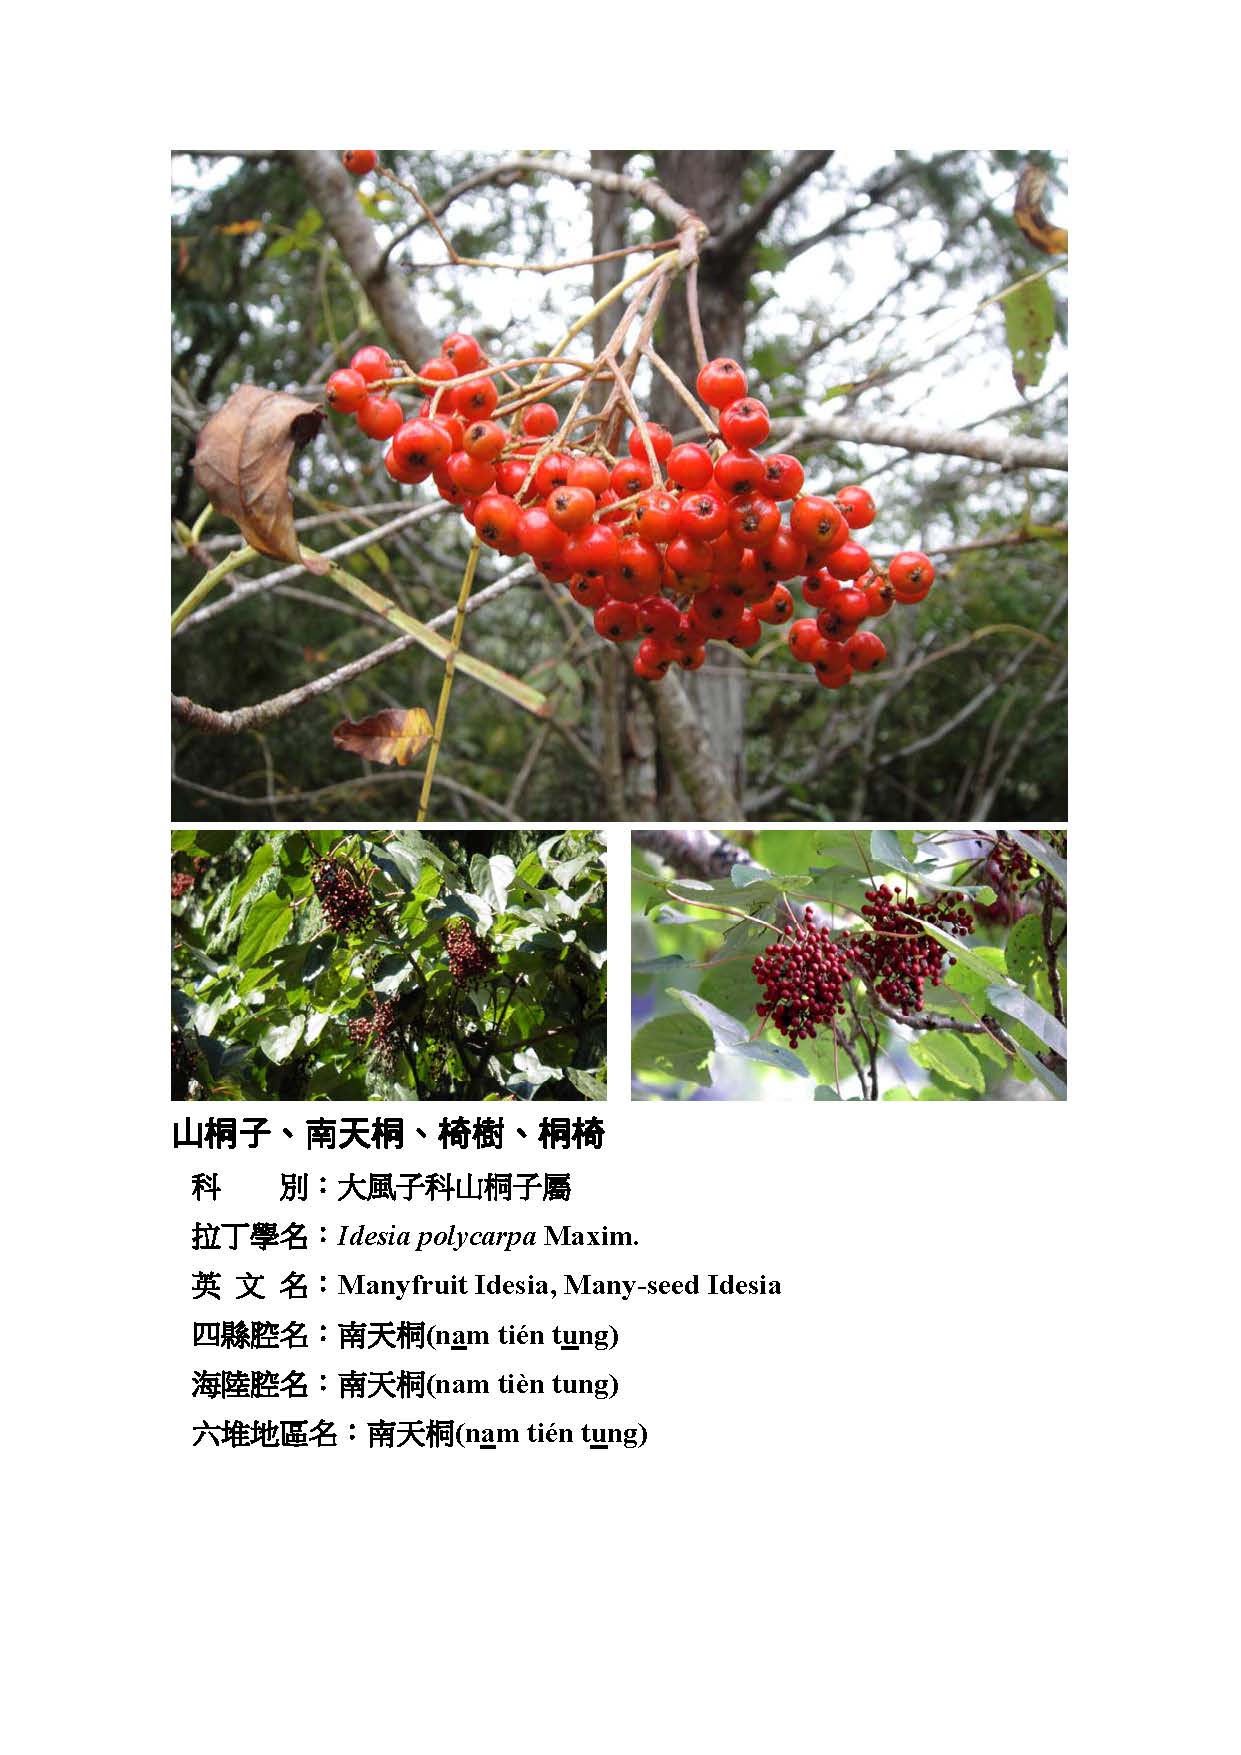 山桐子、南天桐、椅樹、桐椅
科　　別：大風子科山桐子屬
拉丁學名：Idesia polycarpa Maxim.
英 文 名：Manyfruit Idesia, Many-seed Idesia
四縣腔名：南天桐(nam tién tung)
海陸腔名：南天桐(nam tièn tung)
六堆地區名：南天桐(nam tién tung)